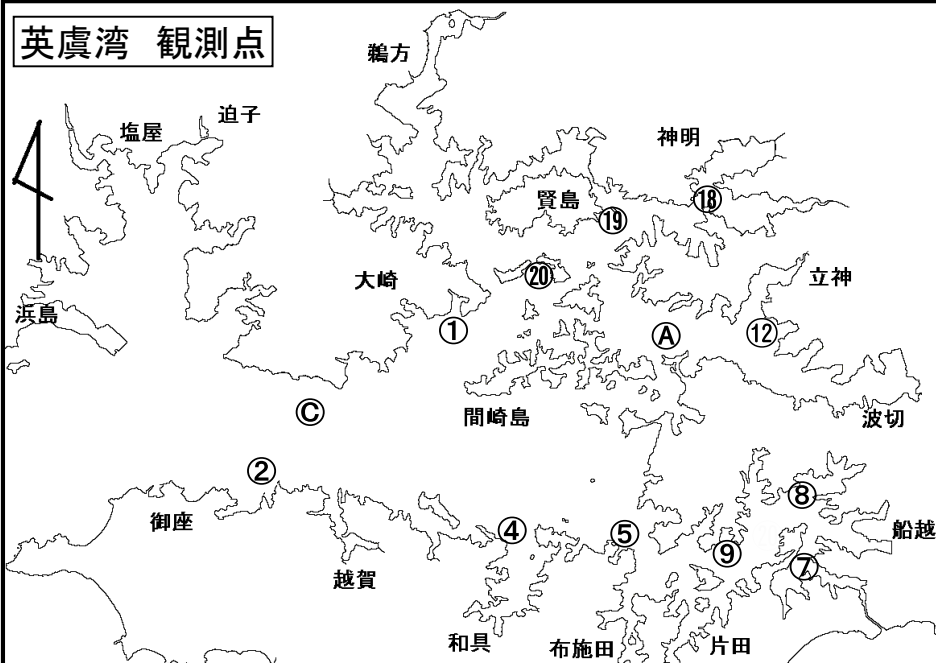 英虞湾 観測点
鵜方
迫子
塩屋
神明
賢島
⑱
⑲
大崎
⑳
立神
浜島
①
Ⓐ
⑫
Ⓒ
間崎島
波切
②
御座
④
⑤
⑧
船越
⑨
⑦
越賀
和具
布施田
片田